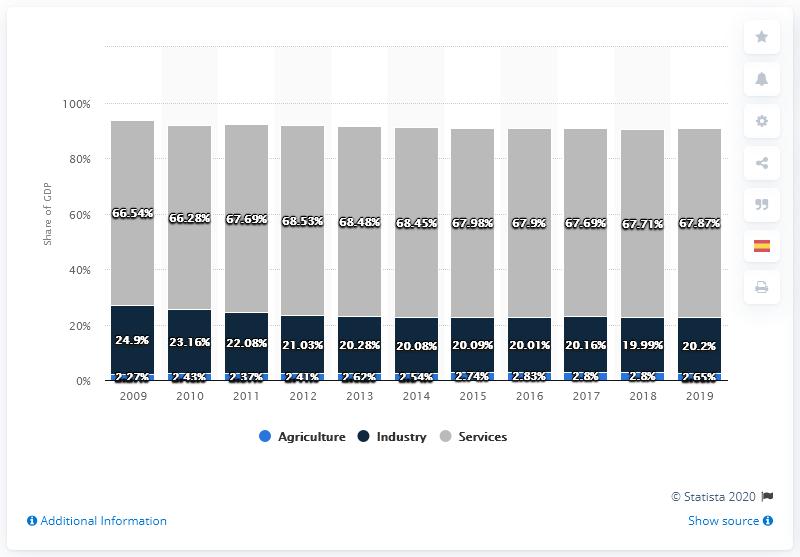 100%
80%
60%
40%
20%
0%
Share of GDP
66.54% 66.28% 67.69% 68.53% 68.48% 68.45% 67.98% 67.9% 67.69% 67.71% 67.87%
24.9% 23.16% 22.08% 21.03% 20.28% 20.08% 20.09% 20.01% 20.16% 19.99% 20.2%
2.27% 2.43% 2.37% 2.41% 2.62% 2.54% 2.74% 2.83% 2.8% 2.8% 2.65%
2009 2010 2011 2012 2013 2014 2015 2016 2017 2018 2019
Agriculture Industry Services
© Statista 2020
Additional Information
Show source